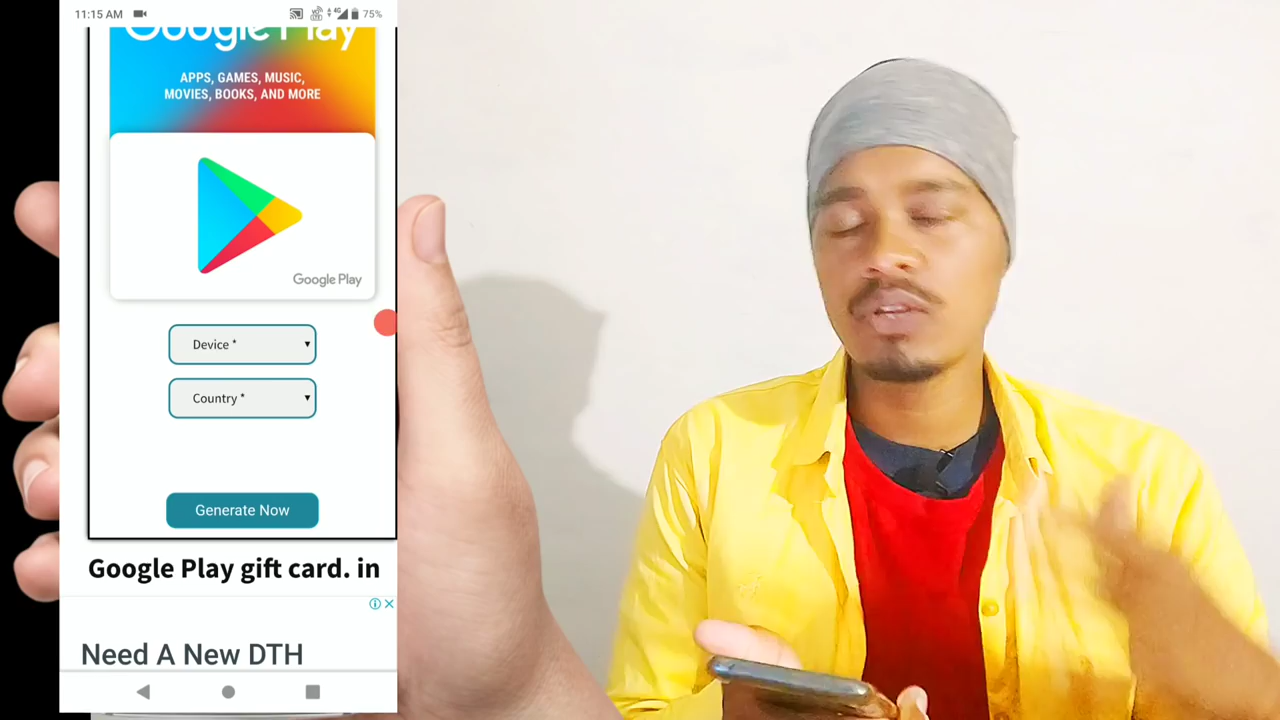 11:15 AM
4G
75%
Google Play
APPS, GAMES, MUSIC,
MOVIES, BOOKS, AND MORE
Google Play
Device *
Country *
Generate Now
Google Play gift card. in
Need A New DTH